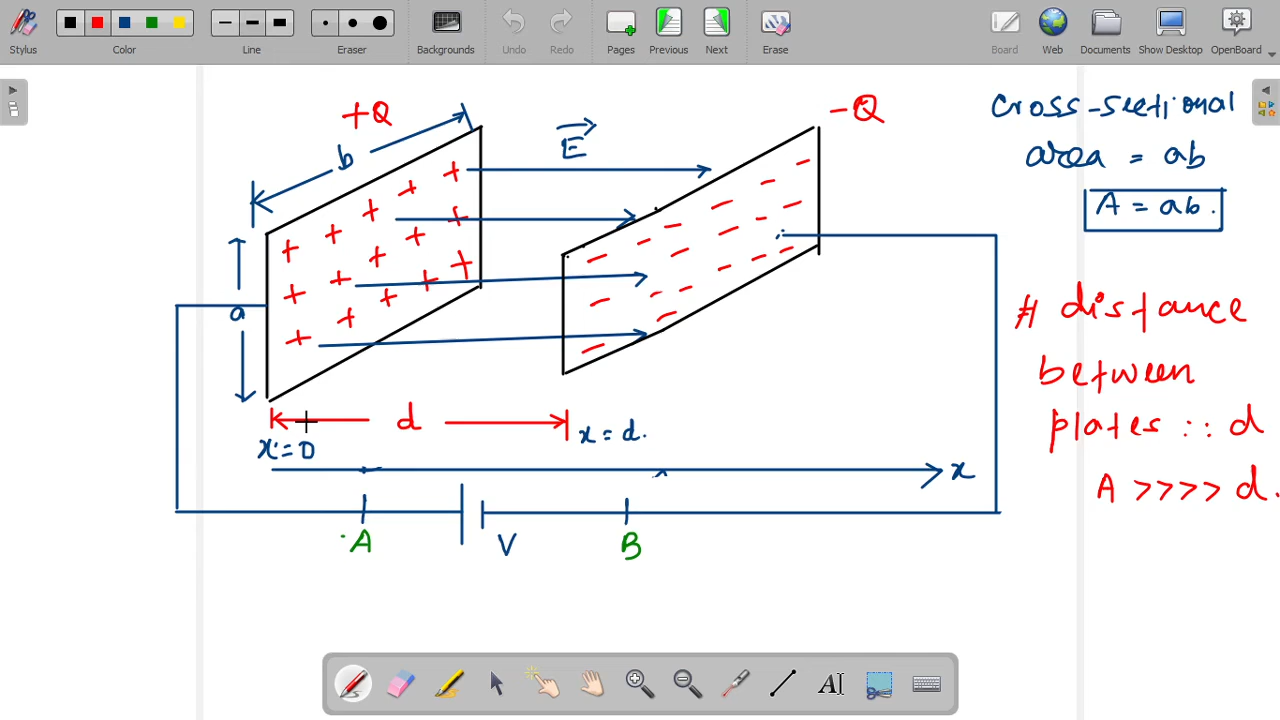 Stylus
Color
Line
Eraser
Backgrounds
Undo
Redo
Pages
Previous
Next
Erase
Board
Web
Documents
Show Desktop
OpenBoard
+Q
b
E
-Q
cross-sectional
area = ab
A = ab.
a
# distance
between
plates :: d
A >>>> d.
d
x = 0
x = d.
x
A
V
B